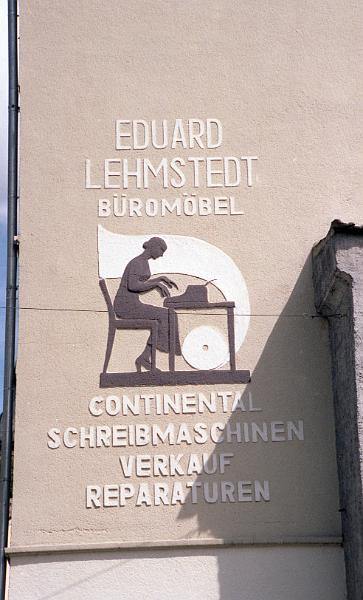 EDUARD
LEHMSTEDT
BÜROMÖBEL
CONTINENTAL
SCHREIBMASCHINEN
VERKAUF
REPARATUREN